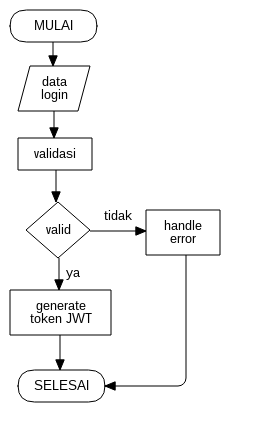 MULAI
data
login
validasi
valid
tidak
handle
error
ya
generate
token JWT
SELESAI